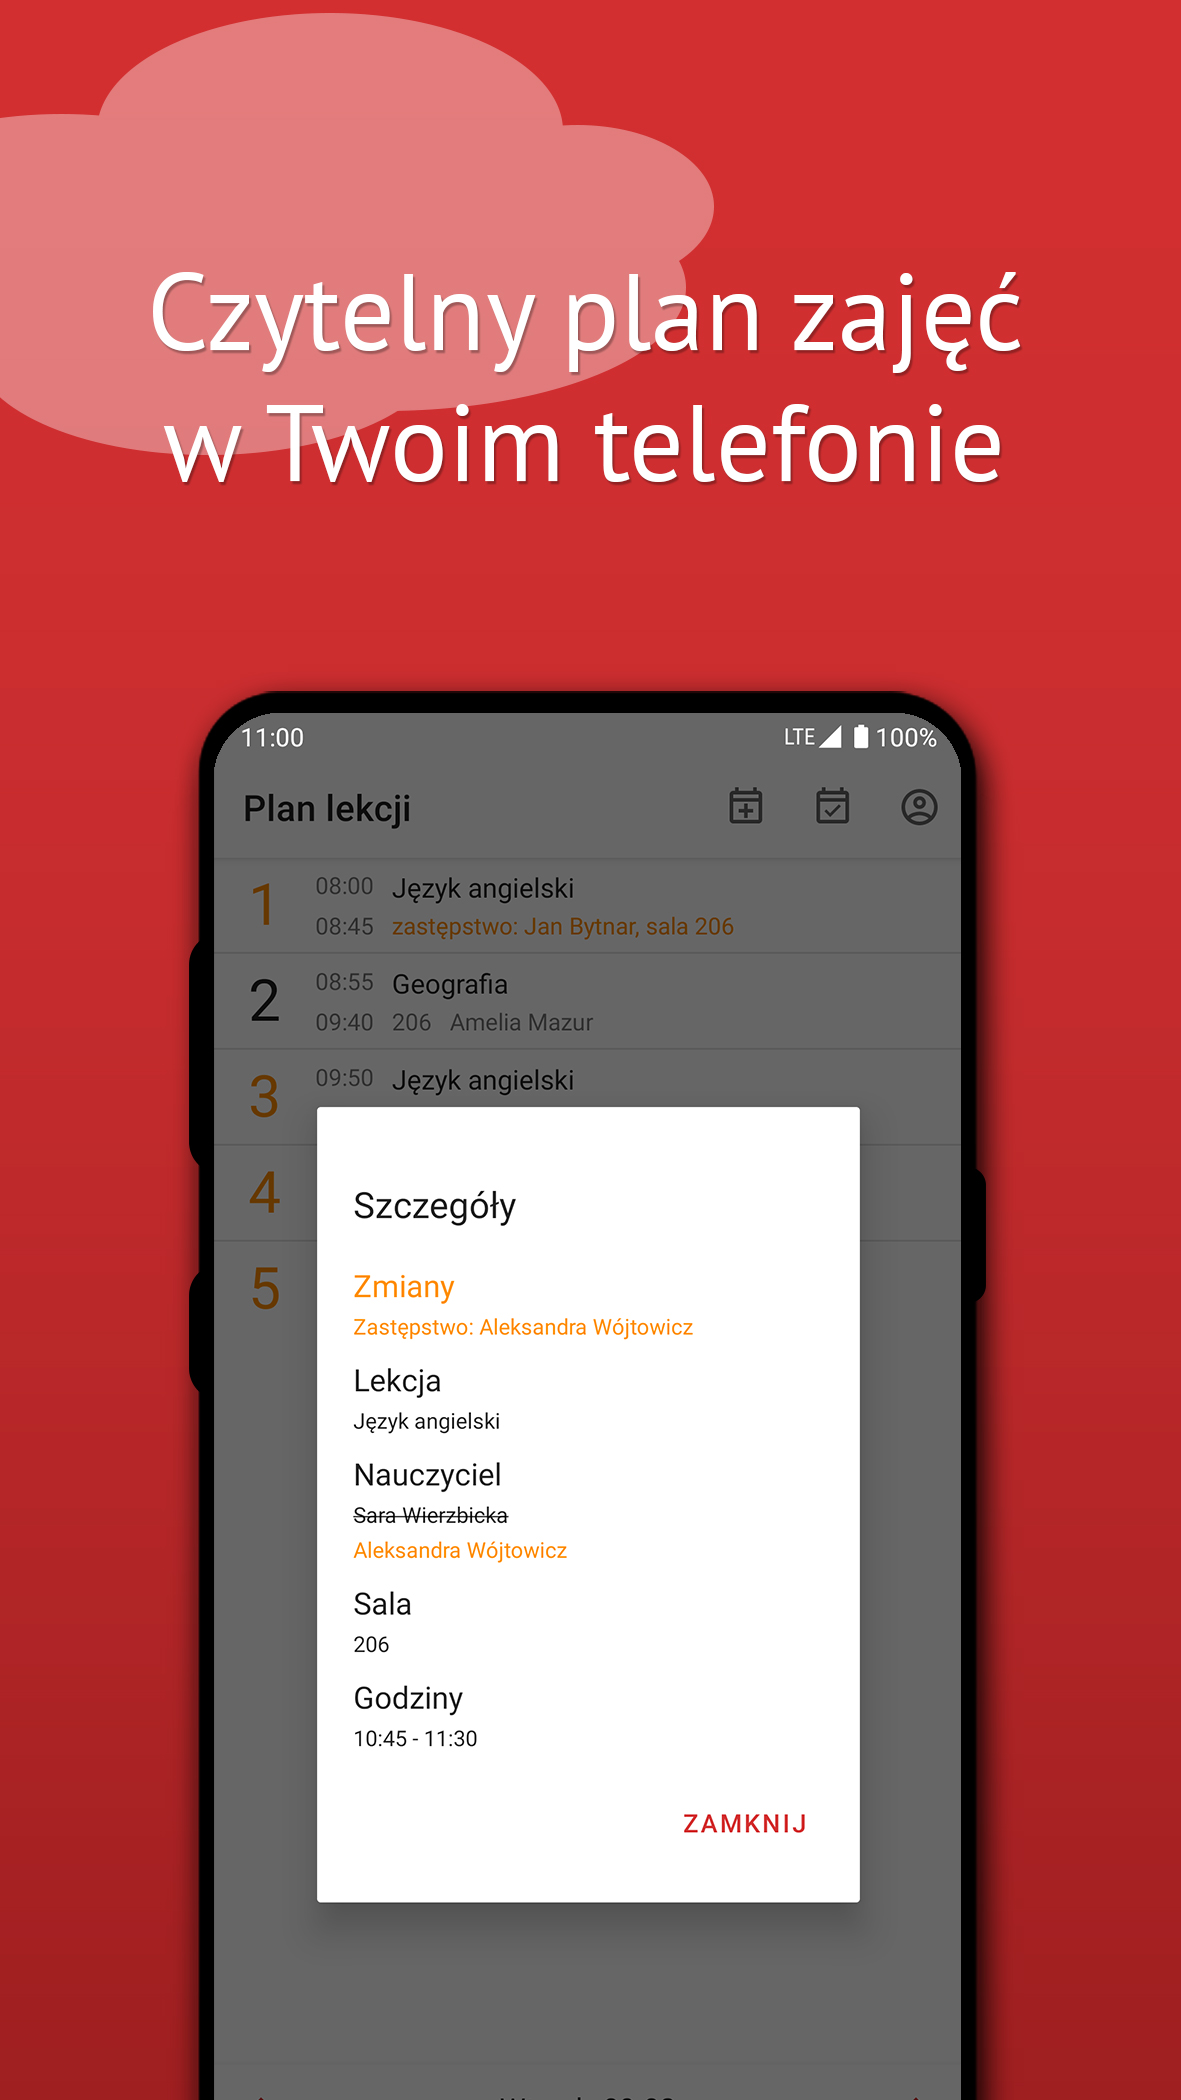 Czytelny plan zajęć
w Twoim telefonie
11:00 LTE 100%
Plan lekcji
1 08:00 Język angielski
08:45 zastępstwo: Jan Bytnar, sala 206
2 08:55 Geografia
09:40 206 Amelia Mazur
3 09:50 Język angielski
4
5
Szczegóły
Zmiany
Zastępstwo: Aleksandra Wójtowicz
Lekcja
Język angielski
Nauczyciel
Sara Wierzbicka
Aleksandra Wójtowicz
Sala
206
Godziny
10:45 - 11:30
ZAMKNIJ